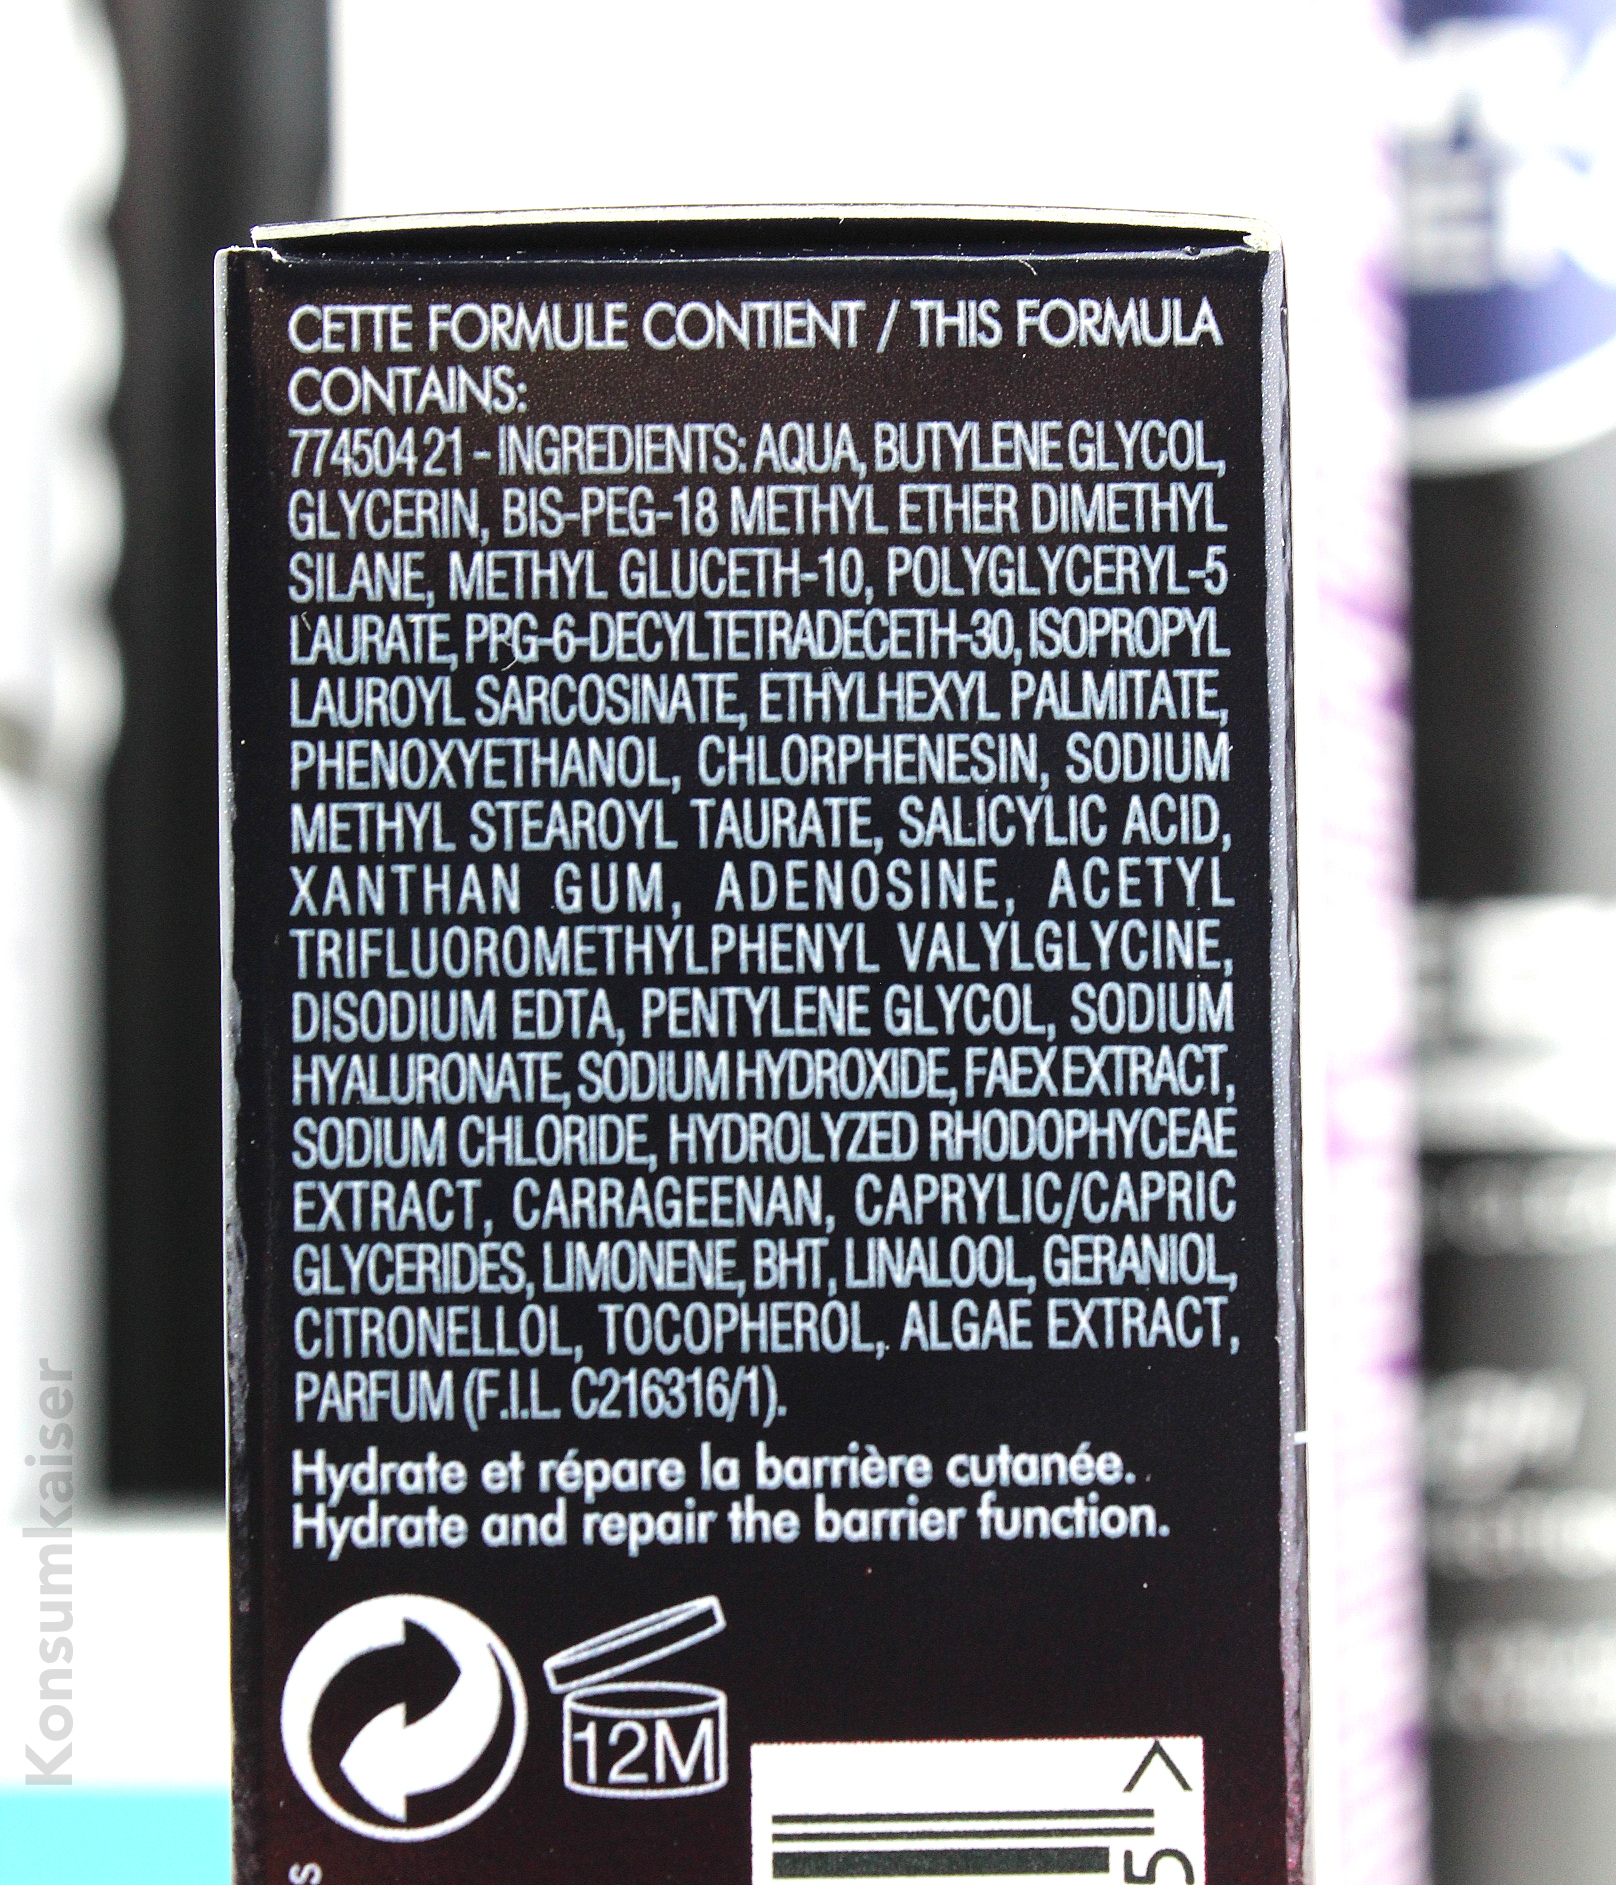 CETTE FORMULE CONTIENT / THIS FORMULA
CONTAINS:
774504 21 - INGREDIENTS: AQUA, BUTYLENE GLYCOL,
GLYCERIN, BIS-PEG-18 METHYL ETHER DIMETHYL
SILANE, METHYL GLUCETH-10, POLYGLYCERYL-5
LAURATE, PPG-6-DECYLTETRADECETH-30, ISOPROPYL
LAUROYL SARCOSINATE, ETHYLHEXYL PALMITATE,
PHENOXYETHANOL, CHLORPHENESIN, SODIUM
METHYL STEAROYL TAURATE, SALICYLIC ACID,
XANTHAN GUM, ADENOSINE, ACETYL
TRIFLUOROMETHYLPHENYL VALYLGLYCINE,
DISODIUM EDTA, PENTYLENE GLYCOL, SODIUM
HYALURONATE, SODIUM HYDROXIDE, FAEX EXTRACT,
SODIUM CHLORIDE, HYDROLYZED RHODOPHYCEAE
EXTRACT, CARRAGEENAN, CAPRYLIC/CAPRIC
GLYCERIDES, LIMONENE, BHT, LINALOOL, GERANIOL,
CITRONELLOL, TOCOPHEROL, ALGAE EXTRACT,
PARFUM (F.I.L. C216316/1).
Hydrate et répare la barrière cutanée.
Hydrate and repair the barrier function.
12M
5 >
s
Konsumkaiser